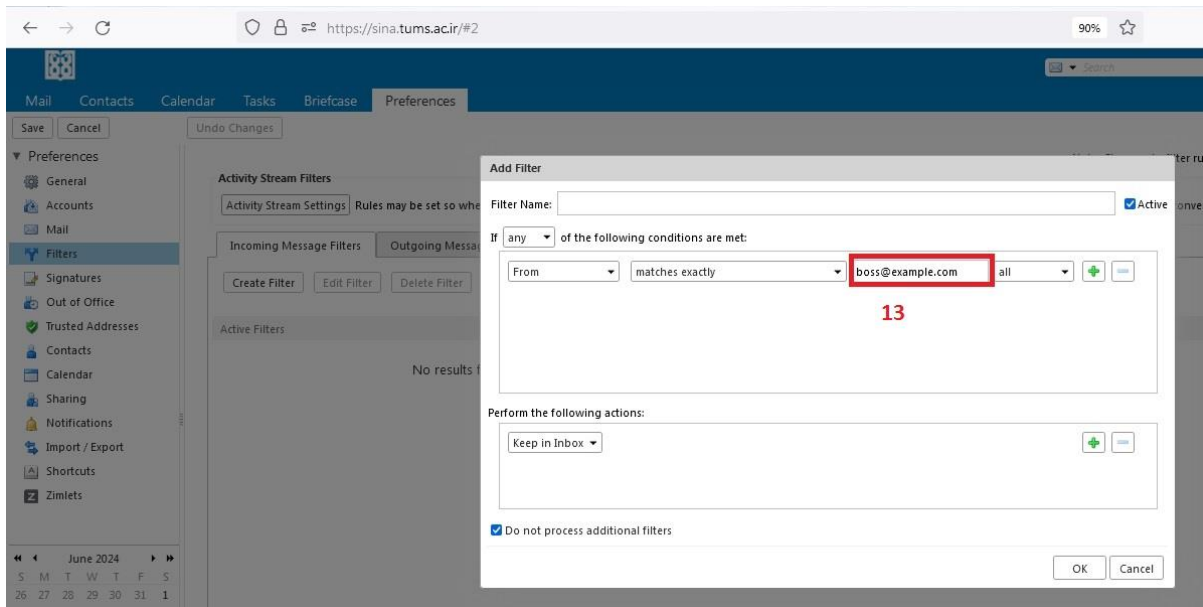 https://sina.tums.ac.ir/#2
90%
Search
Mail Contacts Calendar Tasks Briefcase Preferences
Save Cancel Undo Changes
Preferences
General
Accounts
Mail
Filters
Signatures
Out of Office
Trusted Addresses
Contacts
Calendar
Sharing
Notifications
Import / Export
Shortcuts
Zimlets
June 2024
S M T W T F S
26 27 28 29 30 31 1
Activity Stream Filters
Activity Stream Settings Rules may be set so whe
Incoming Message Filters Outgoing Messa
Create Filter Edit Filter Delete Filter
Active Filters
No results f
Add Filter
Filter Name: Active
If any of the following conditions are met:
From matches exactly boss@example.com all
13
Perform the following actions:
Keep in Inbox
Do not process additional filters
OK Cancel